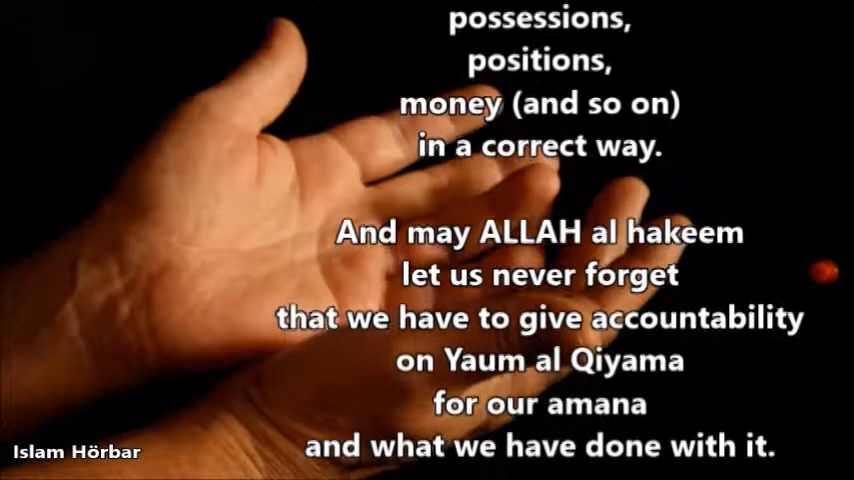 possessions,
positions,
money (and so on)
in a correct way.
And may ALLAH al hakeem
let us never forget
that we have to give accountability
on Yaum al Qiyama
for our amana
and what we have done with it.
Islam Hörbar